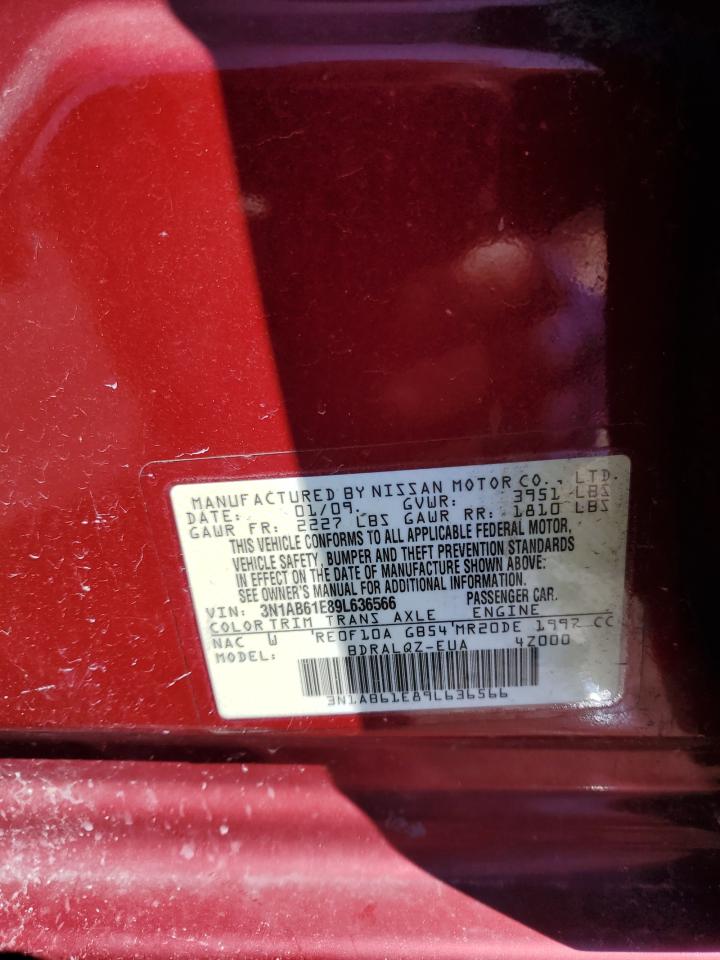 MANUFACTURED BY NISSAN MOTOR CO., LTD.
DATE: 01/09. GVWR: 3951 LBS
GAWR FR: 2227 LBS GAWR RR: 1810 LBS
THIS VEHICLE CONFORMS TO ALL APPLICABLE FEDERAL MOTOR,
VEHICLE SAFETY, BUMPER AND THEFT PREVENTION STANDARDS
IN EFFECT ON THE DATE OF MANUFACTURE SHOWN ABOVE.
SEE OWNER'S MANUAL FOR ADDITIONAL INFORMATION.
VIN: 3N1AB61E89L636566 PASSENGER CAR.
COLOR TRIM TRANS AXLE ENGINE
NAC W RE0F10A GB54 MR20DE 1997 CC
MODEL: BDRALQZ-EUA 4Z000
3N1AB61E89L636566